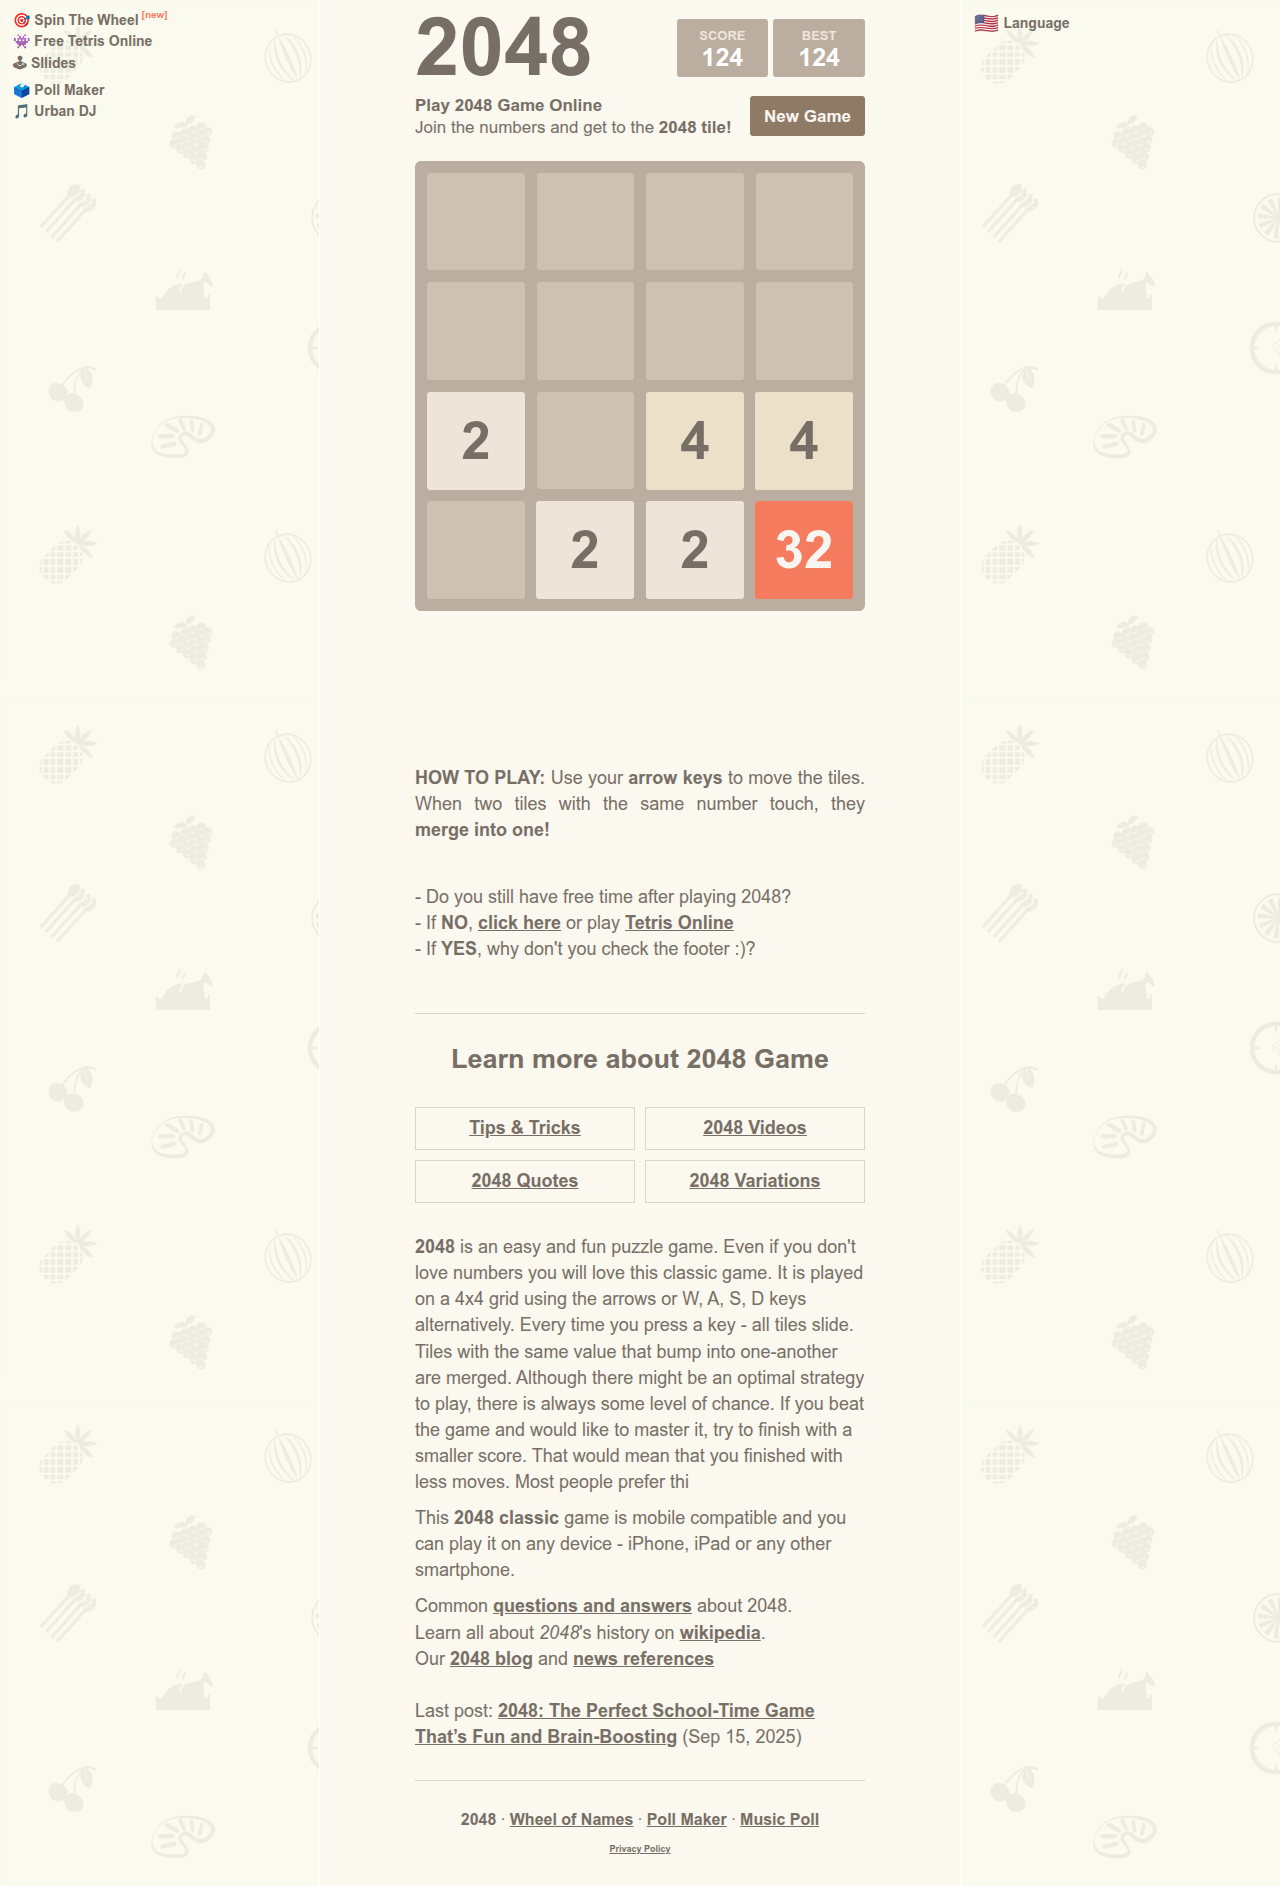 🎯 Spin The Wheel [new]
👾 Free Tetris Online
🕹 Sllides
🗳 Poll Maker
🎵 Urban DJ
2048
SCORE
124
BEST
124
Play 2048 Game Online
Join the numbers and get to the 2048 tile!
New Game
2 4 4
2 2 32
HOW TO PLAY: Use your arrow keys to move the tiles.
When two tiles with the same number touch, they
merge into one!
- Do you still have free time after playing 2048?
- If NO, click here or play Tetris Online
- If YES, why don't you check the footer :)?
Learn more about 2048 Game
Tips & Tricks
2048 Videos
2048 Quotes
2048 Variations
2048 is an easy and fun puzzle game. Even if you don't
love numbers you will love this classic game. It is played
on a 4x4 grid using the arrows or W, A, S, D keys
alternatively. Every time you press a key - all tiles slide.
Tiles with the same value that bump into one-another
are merged. Although there might be an optimal strategy
to play, there is always some level of chance. If you beat
the game and would like to master it, try to finish with a
smaller score. That would mean that you finished with
less moves. Most people prefer thi
This 2048 classic game is mobile compatible and you
can play it on any device - iPhone, iPad or any other
smartphone.
Common questions and answers about 2048.
Learn all about 2048's history on wikipedia.
Our 2048 blog and news references
Last post: 2048: The Perfect School-Time Game
That’s Fun and Brain-Boosting (Sep 15, 2025)
2048 · Wheel of Names · Poll Maker · Music Poll
Privacy Policy
🇺🇸 Language